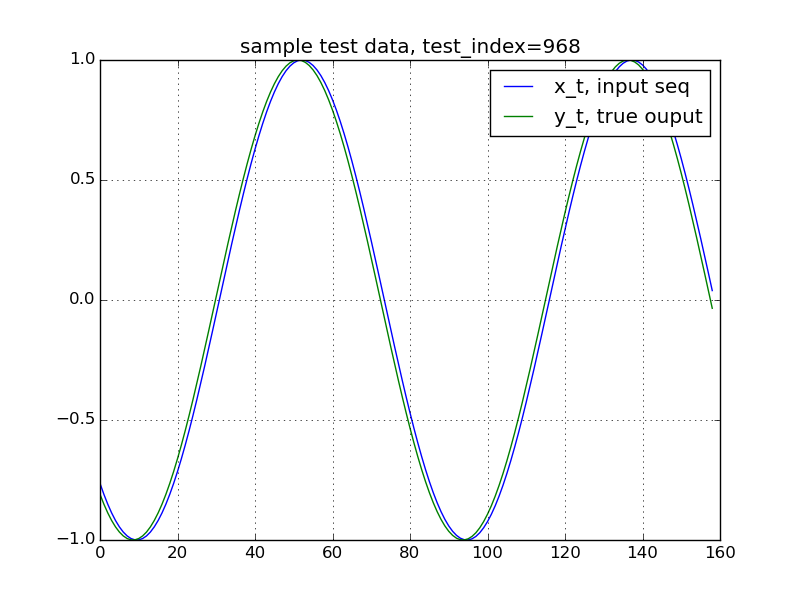 sample test data, test_index=968
x_t, input seq
y_t, true ouput
1.0
0.5
0.0
−0.5
−1.0
0 20 40 60 80 100 120 140 160